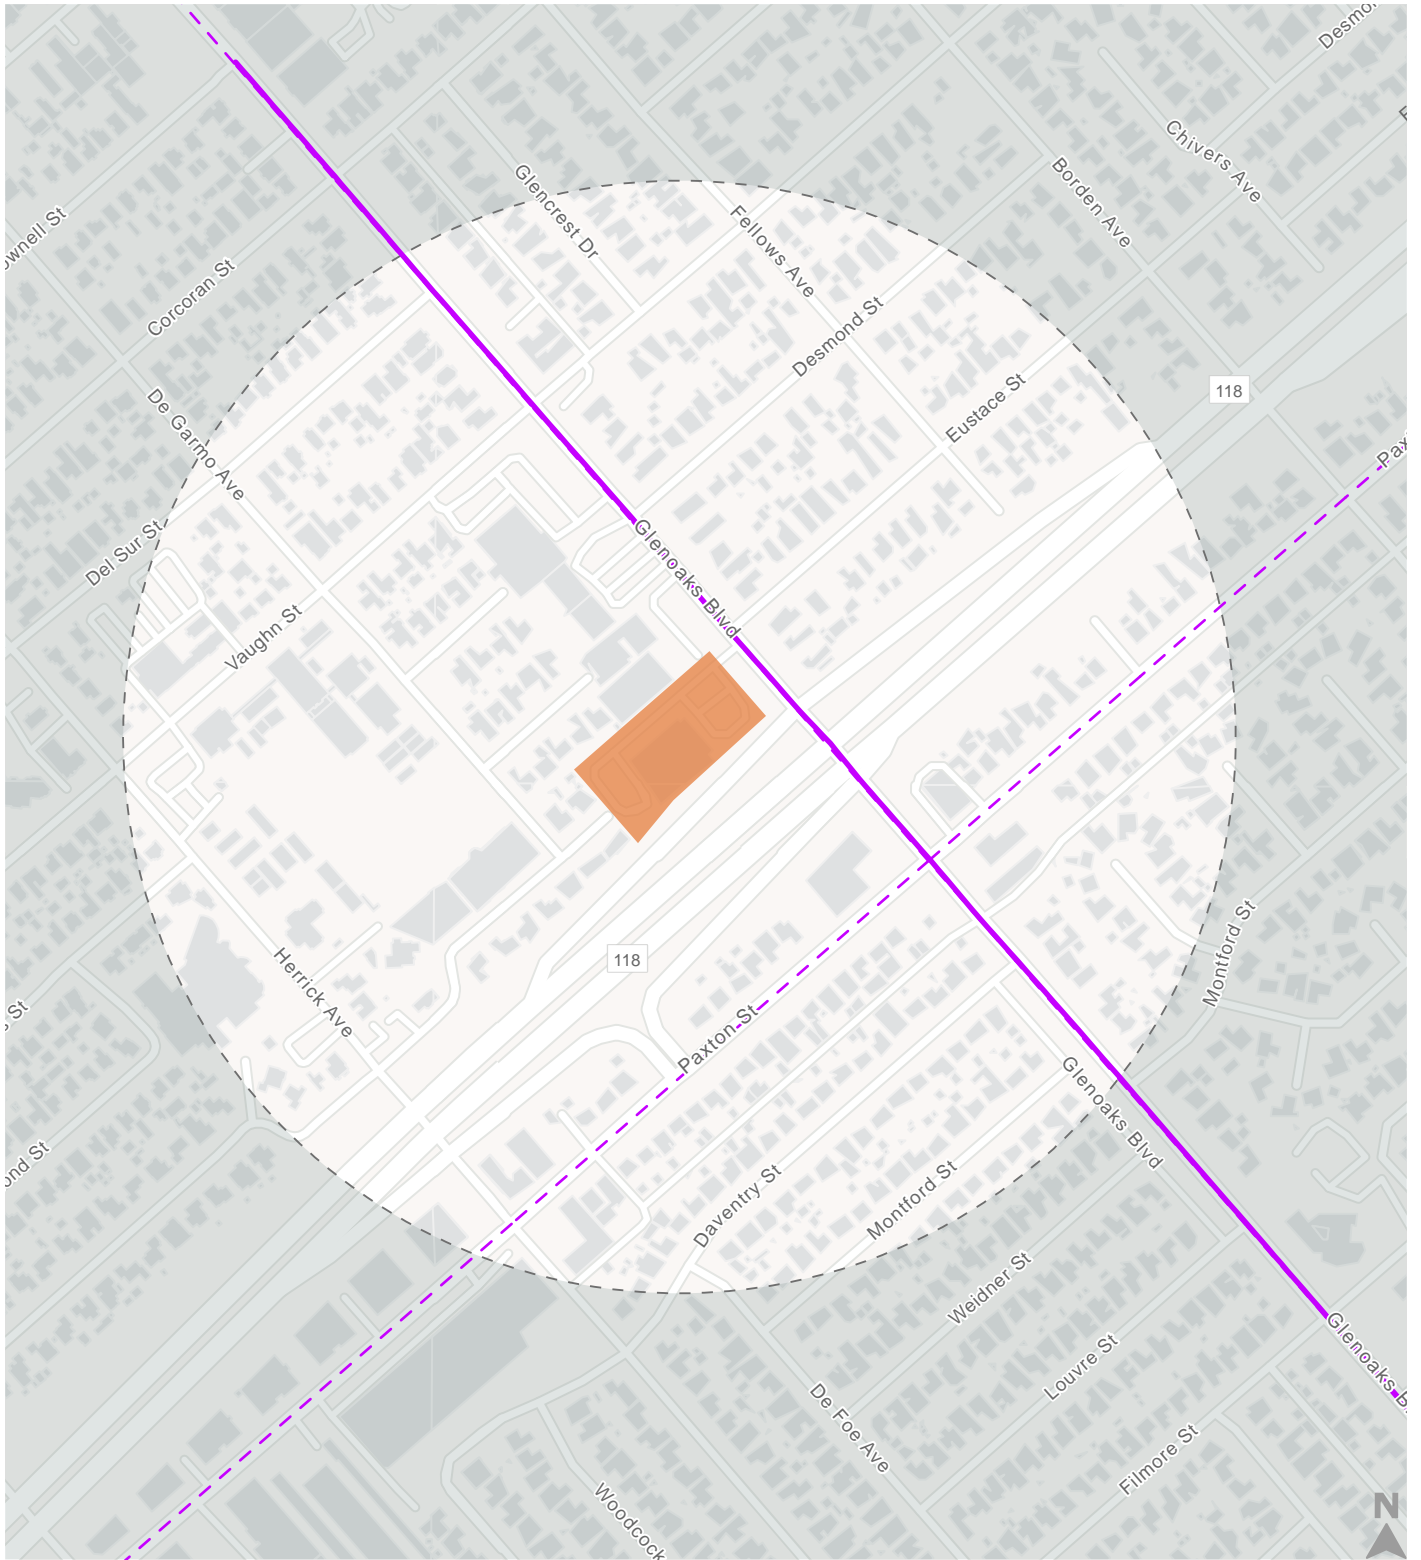 Chivers Ave
Borden Ave
Glencrest Dr
Fellows Ave
Corcoran St
Desmond St
118
Eustace St
De Garmo Ave
Del Sur St
Glenoaks Blvd
Vaughn St
Montford St
118
Herrick Ave
Paxton St
Glenoaks Blvd
Daventry St
Montford St
Weidner St
Louvre St
Glenoaks B
De Foe Ave
Filmore St
Woodcock
N